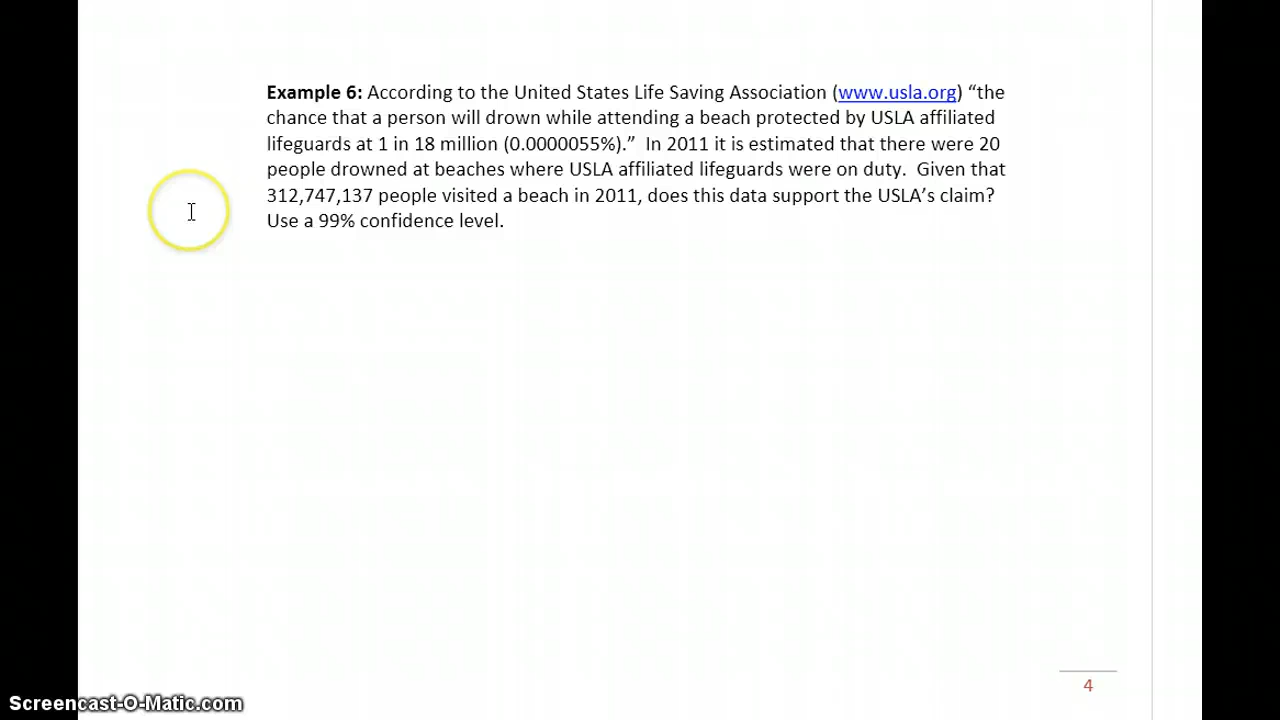 Example 6: According to the United States Life Saving Association (www.usla.org) “the
chance that a person will drown while attending a beach protected by USLA affiliated
lifeguards at 1 in 18 million (0.0000055%).”  In 2011 it is estimated that there were 20
people drowned at beaches where USLA affiliated lifeguards were on duty.  Given that
312,747,137 people visited a beach in 2011, does this data support the USLA’s claim?
Use a 99% confidence level.
4
Screencast-O-Matic.com